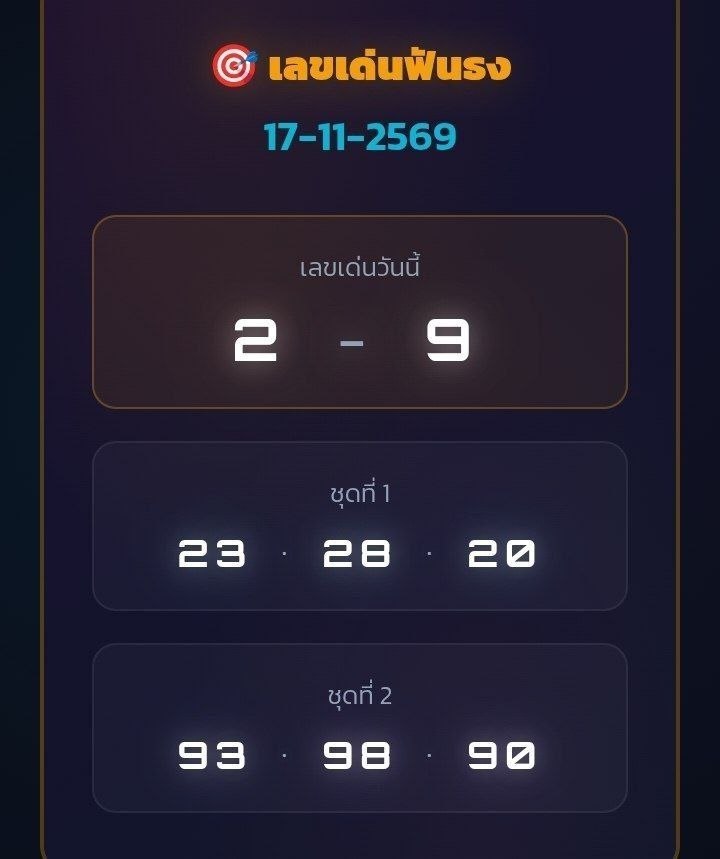 🎯 เลขเด่นฟันธง
17-11-2569
เลขเด่นวันนี้
2 - 9
ชุดที่ 1
23 · 28 · 20
ชุดที่ 2
93 · 98 · 90